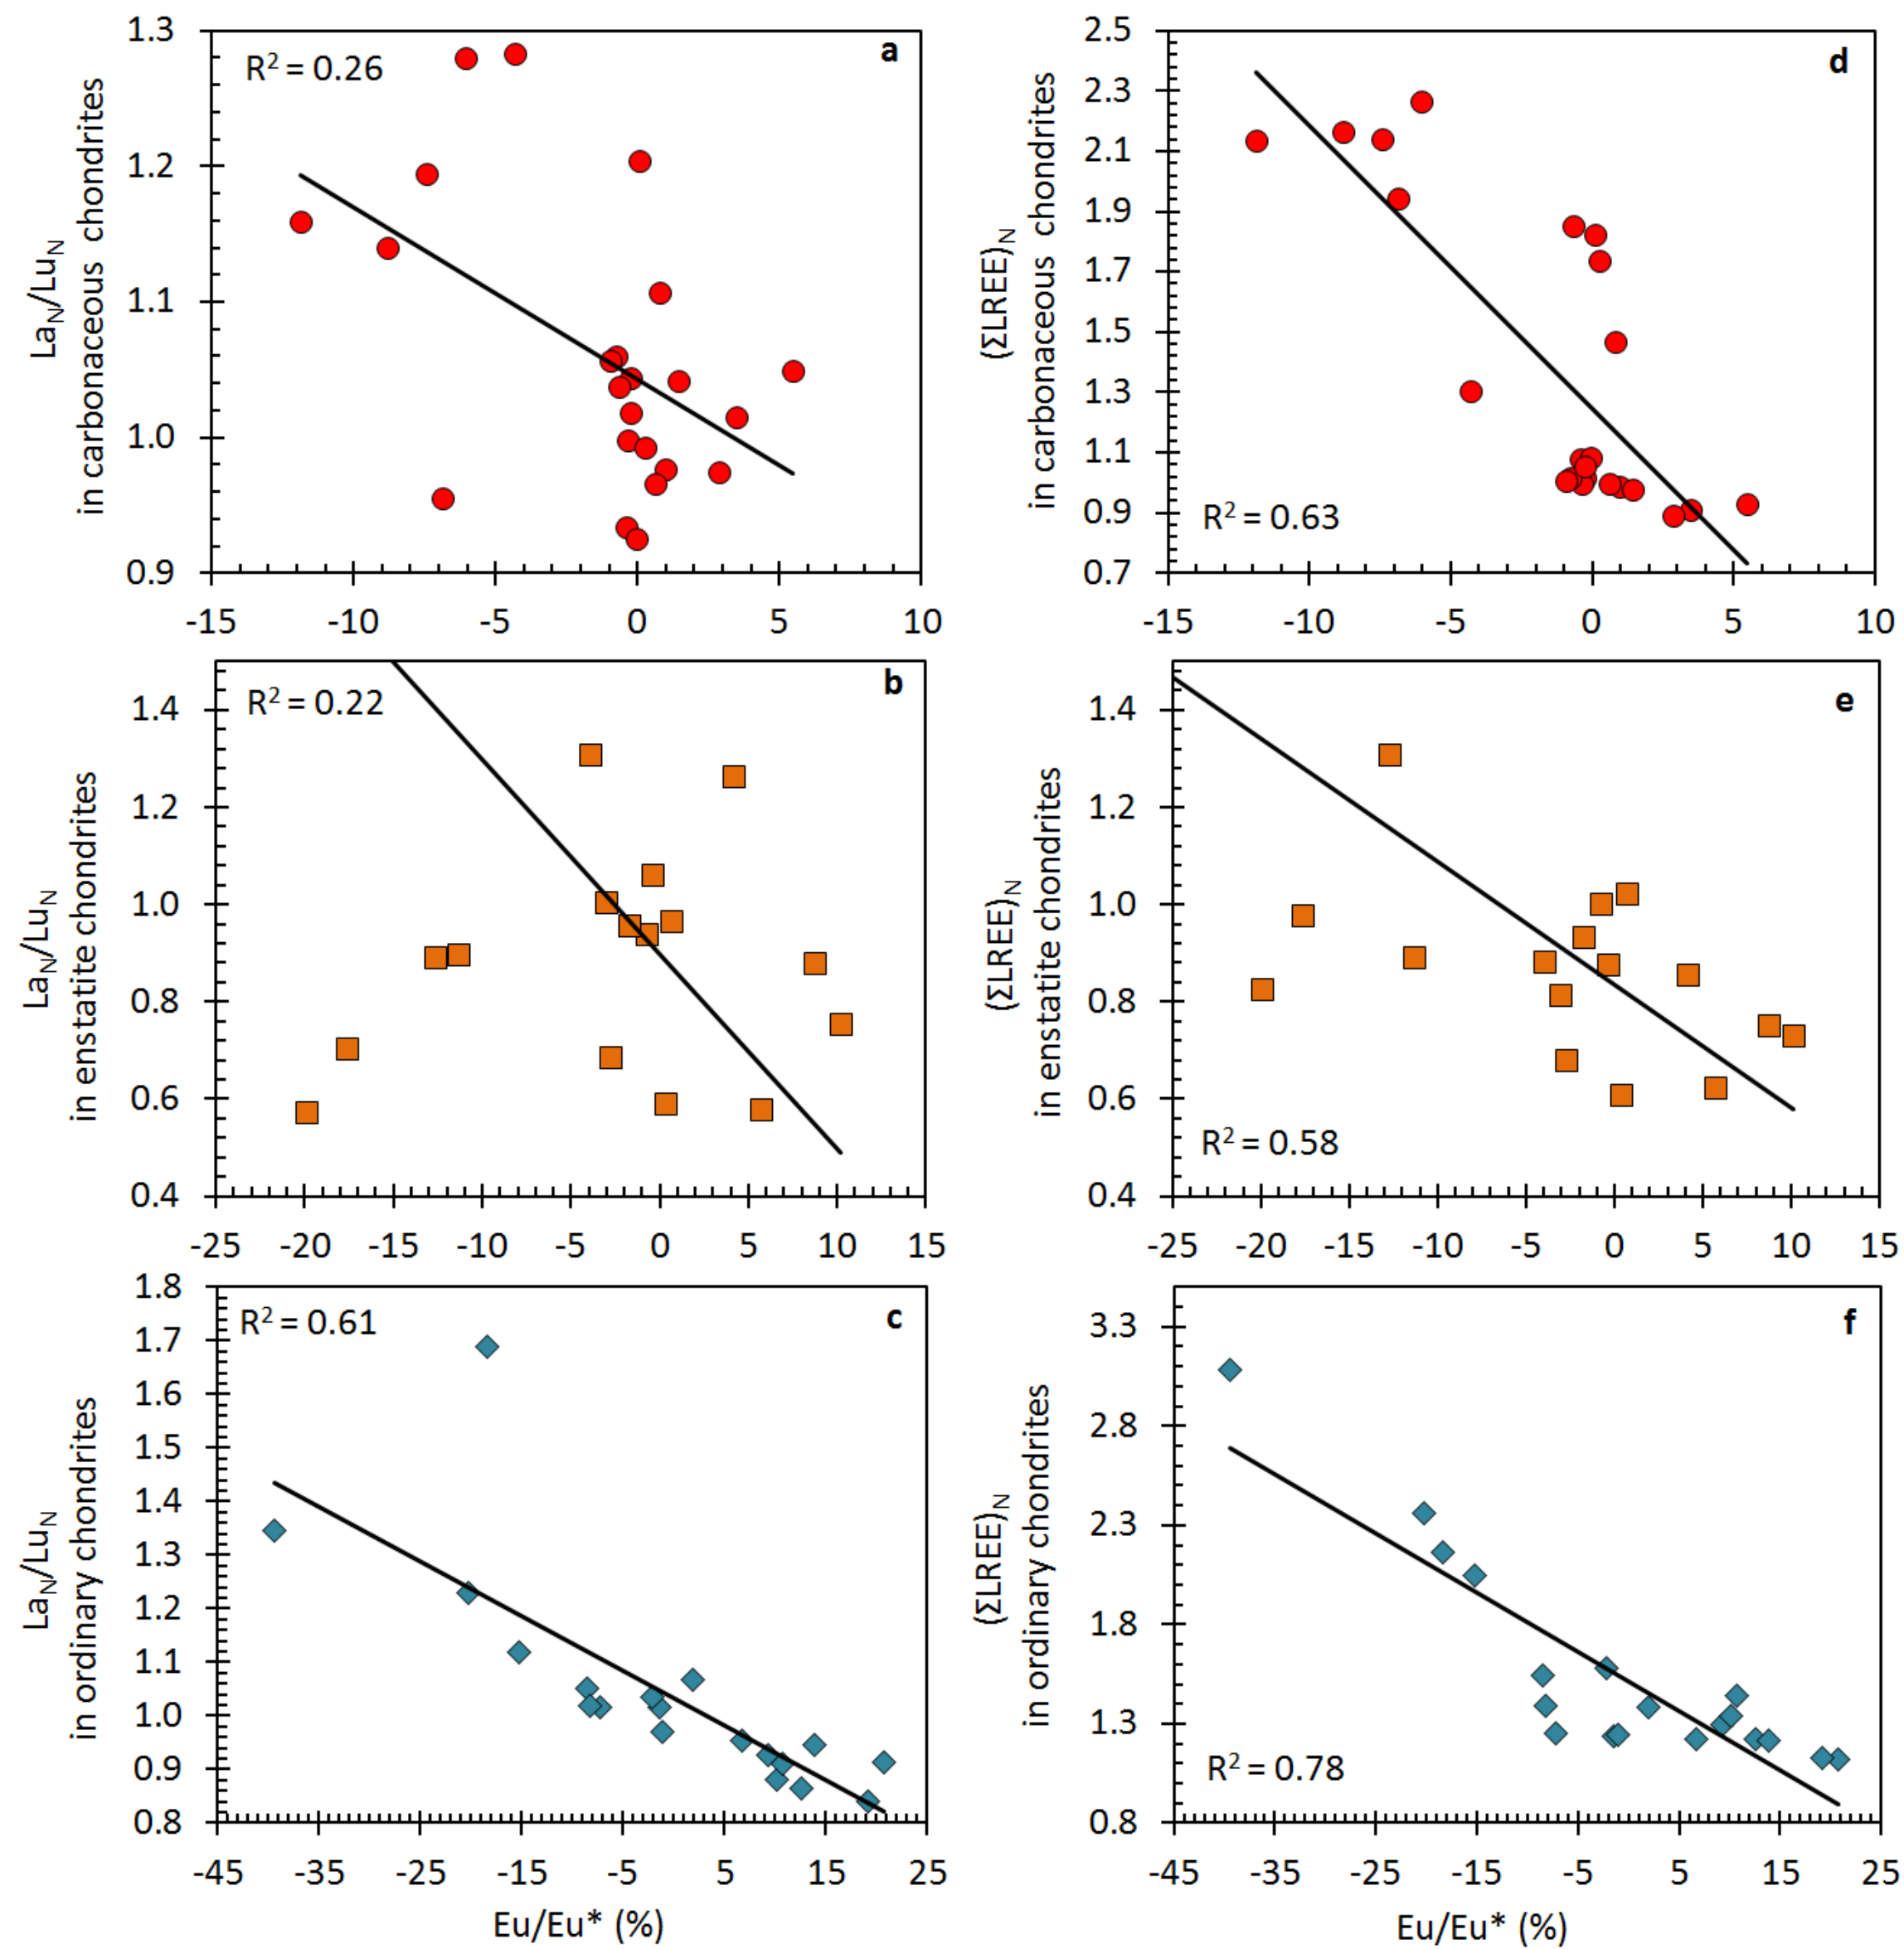 a
R² = 0.26
La_N/Lu_N
in carbonaceous chondrites
1.3
1.2
1.1
1.0
0.9
-15 -10 -5 0 5 10
d
R² = 0.63
(ΣLREE)_N
in carbonaceous chondrites
2.5
2.3
2.1
1.9
1.7
1.5
1.3
1.1
0.9
0.7
-15 -10 -5 0 5 10
b
R² = 0.22
La_N/Lu_N
in enstatite chondrites
1.4
1.2
1.0
0.8
0.6
0.4
-25 -20 -15 -10 -5 0 5 10 15
e
R² = 0.58
(ΣLREE)_N
in enstatite chondrites
1.4
1.2
1.0
0.8
0.6
0.4
-25 -20 -15 -10 -5 0 5 10 15
c
R² = 0.61
La_N/Lu_N
in ordinary chondrites
1.8
1.7
1.6
1.5
1.4
1.3
1.2
1.1
1.0
0.9
0.8
-45 -35 -25 -15 -5 5 15 25
Eu/Eu* (%)
f
R² = 0.78
(ΣLREE)_N
in ordinary chondrites
3.3
2.8
2.3
1.8
1.3
0.8
-45 -35 -25 -15 -5 5 15 25
Eu/Eu* (%)